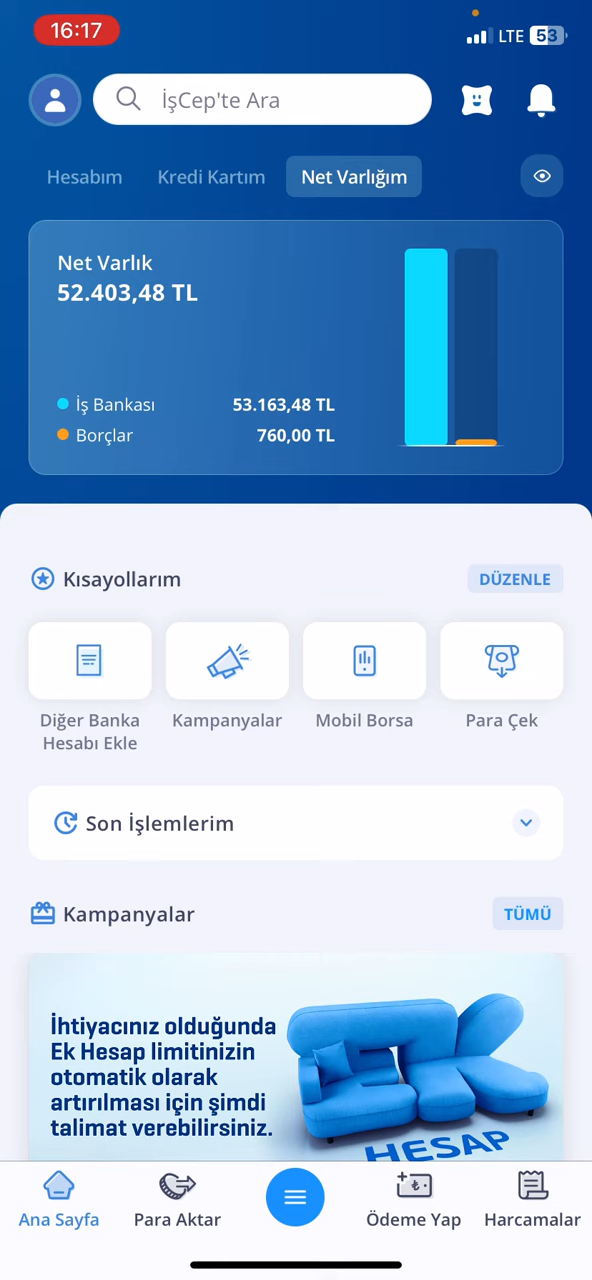 16:17
LTE 53
İşCep'te Ara
Hesabım Kredi Kartım Net Varlığım
Net Varlık
52.403,48 TL
İş Bankası 53.163,48 TL
Borçlar 760,00 TL
Kısayollarım DÜZENLE
Diğer Banka
Hesabı Ekle
Kampanyalar
Mobil Borsa
Para Çek
Son İşlemlerim
Kampanyalar TÜMÜ
İhtiyacınız olduğunda
Ek Hesap limitinizin
otomatik olarak
artırılması için şimdi
talimat verebilirsiniz.
EK
HESAP
Ana Sayfa Para Aktar Ödeme Yap Harcamalar